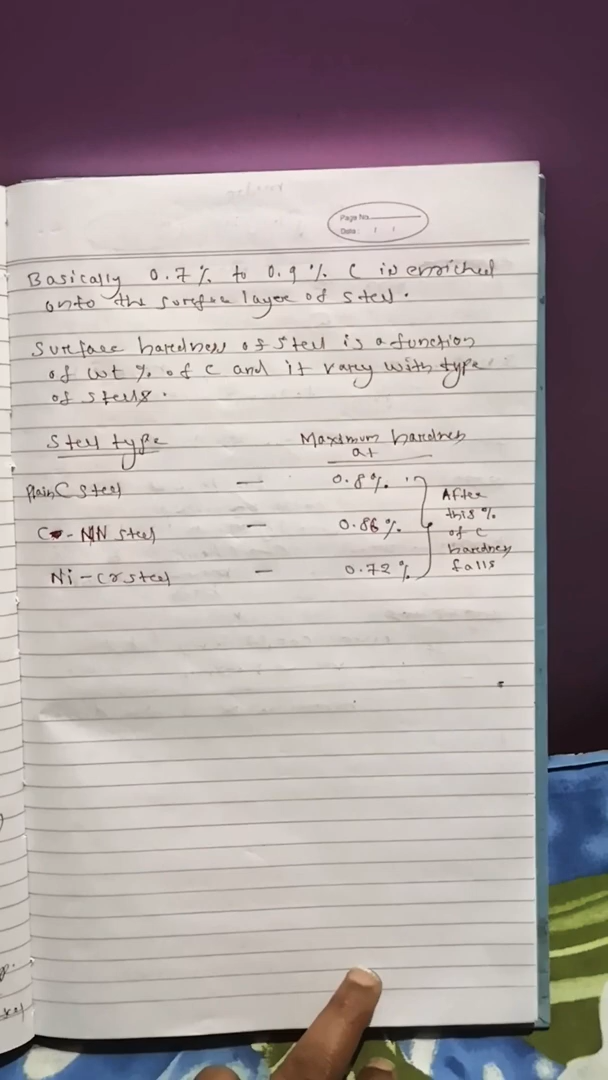 Page No.
Date: / /
Basically 0.7% to 0.9% C is enriched
onto the surface layer of steel.
Surface hardness of steel is a function
of wt % of C and it vary with type
of steels.
Steel type Maximum hardness
at
Plain C steel — 0.8%
After
this %
of C
hardness
falls
C - Mn steel — 0.86%
Ni - Cr steel — 0.72%